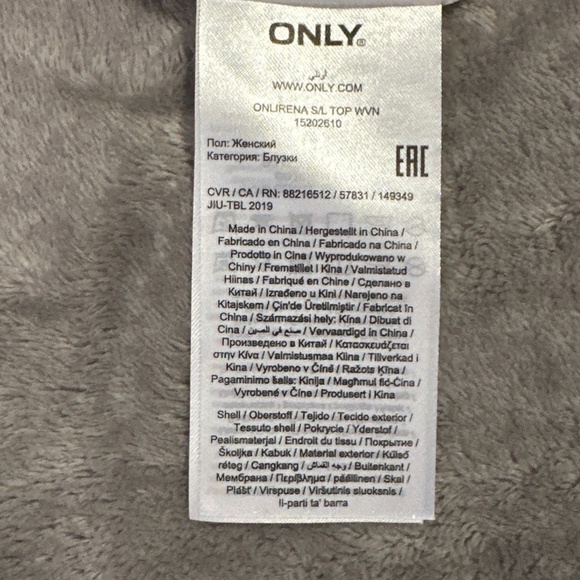 ONLY®
أونلي
WWW.ONLY.COM
ONLIRENA S/L TOP WVN
15202610
Пол: Женский
Категория: Блузки
EAC
CVR / CA / RN: 88216512 / 57831 / 149349
JIU-TBL 2019
Made in China / Hergestellt in China /
Fabricado en China / Fabricado na China /
Prodotto in Cina / Wyprodukowano w
Chiny / Fremstillet i Kina / Valmistatud
Hiinas / Fabriqué en Chine / Сделано в
Китай / Izrađeno u Kini / Narejeno na
Kitajskem / Çin'de Üretilmiştir / Fabricat în
China / Származási hely: Kína / Dibuat di
Cina / صنع في الصين / Vervaardigd in China /
Произведено в Китай / Κατασκευάζεται
στην Κίνα / Valmistusmaa Kiina / Tillverkad i
Kina / Vyrobeno v Číně / Ražots Ķīna /
Pagaminimo šalis: Kinija / Magħmul fiċ-Ċina /
Vyrobené v Číne / Produsert i Kina
Shell / Oberstoff / Tejido / Tecido exterior /
Tessuto shell / Pokrycie / Yderstof /
Pealismaterjal / Endroit du tissu / Покрытие /
Školjka / Kabuk / Material exterior / Külső
réteg / Cangkang / وجه القماش / Buitenkant /
Мембрана / Περίβλημα / päällinen / Skal /
Plášť / Virspuse / Viršutinis sluoksnis /
il-parti ta' barra